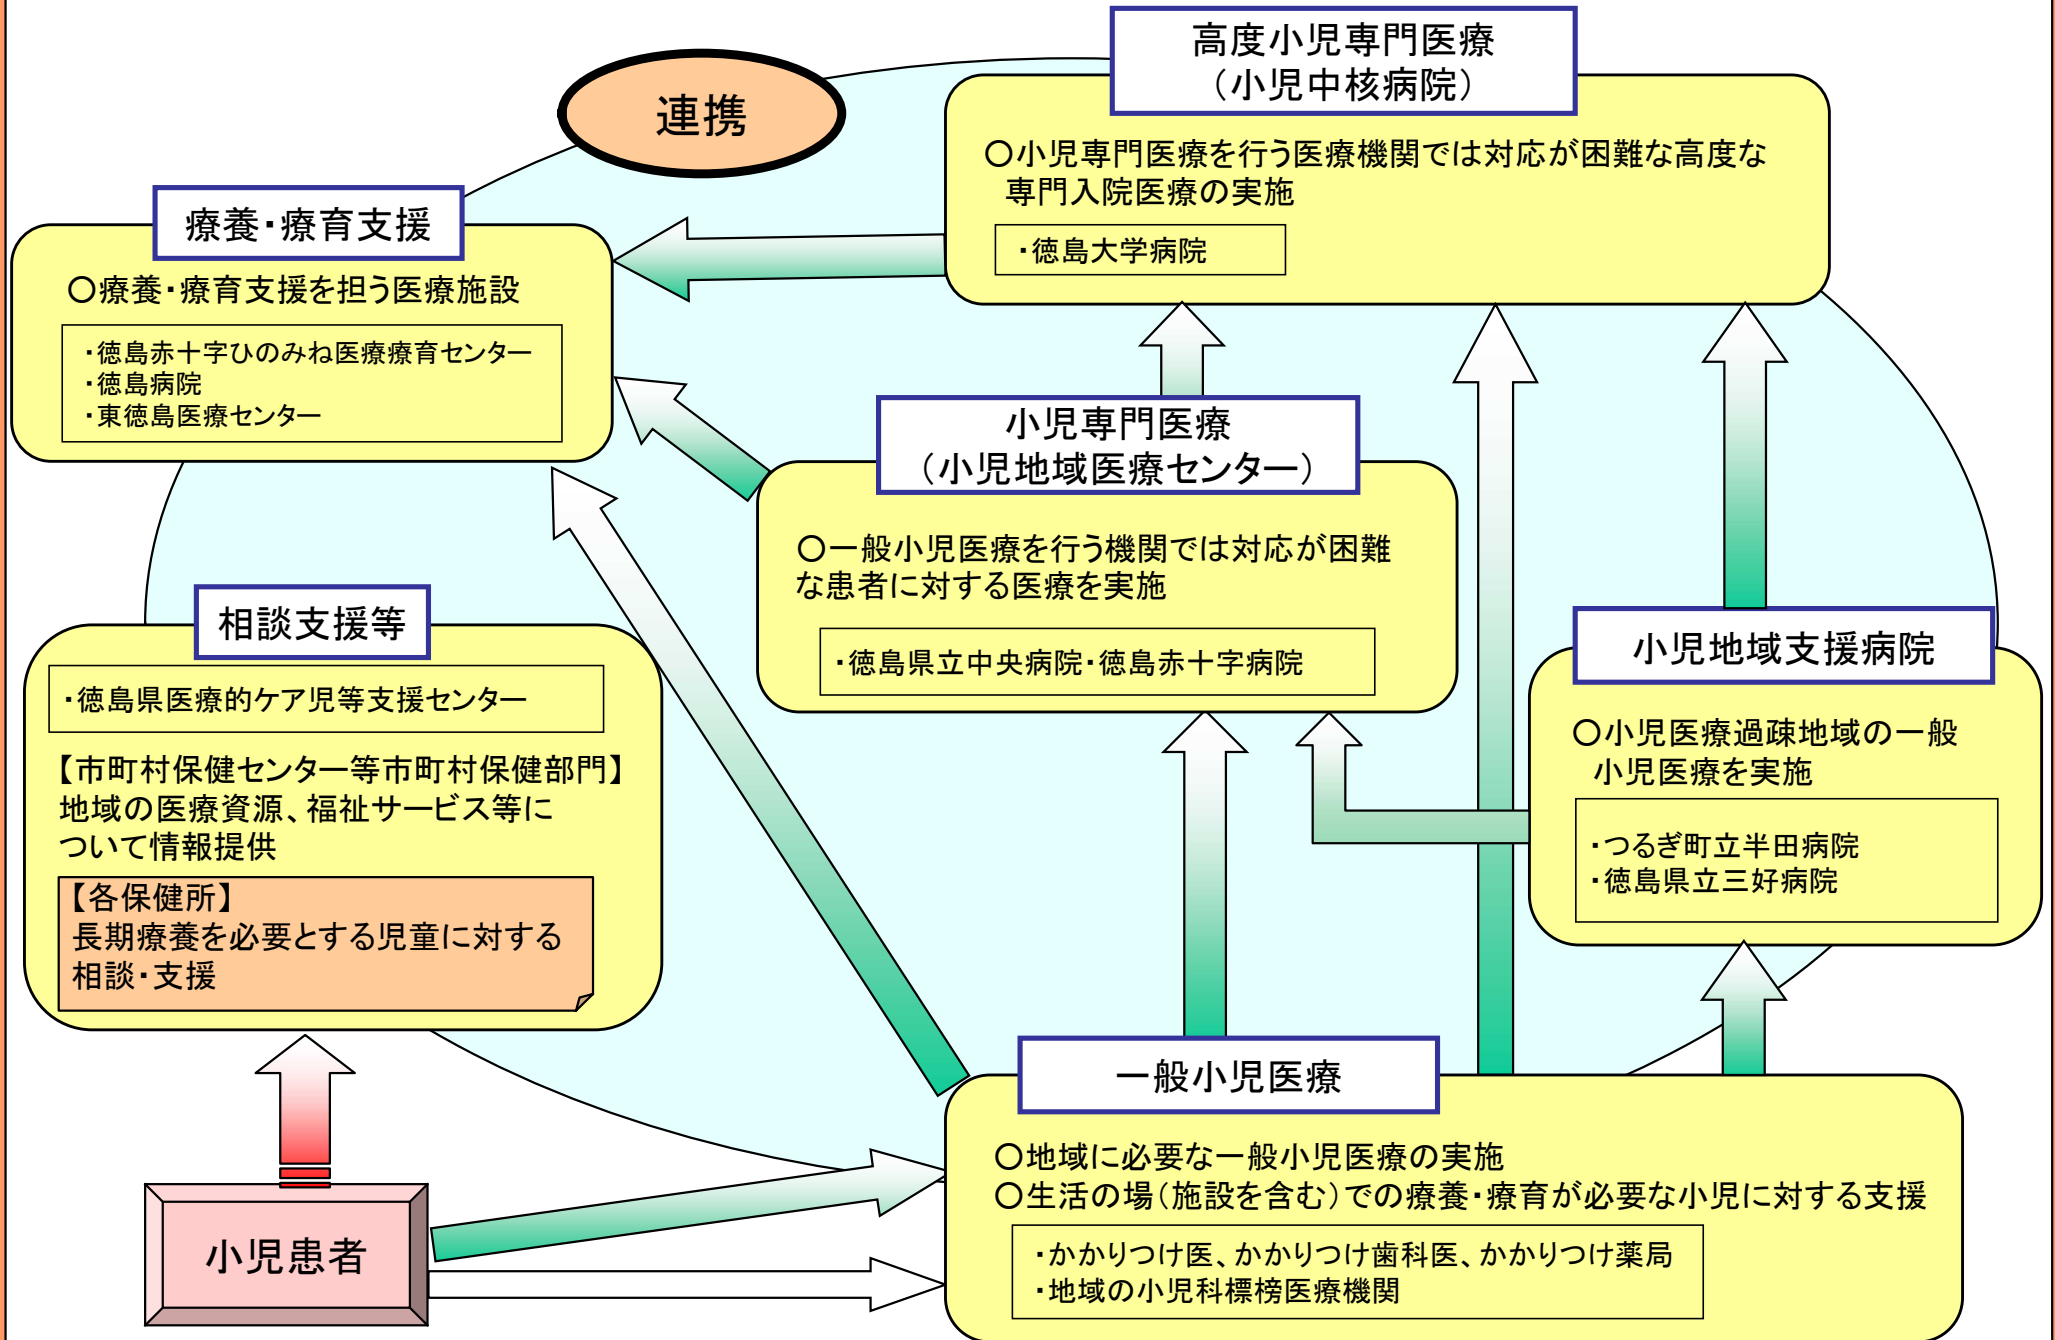 高度小児専門医療
（小児中核病院）
連携
〇小児専門医療を行う医療機関では対応が困難な高度な
専門入院医療の実施
・徳島大学病院
療養・療育支援
〇療養・療育支援を担う医療施設
・徳島赤十字ひのみね医療療育センター
・徳島病院
・東徳島医療センター
小児専門医療
（小児地域医療センター）
〇一般小児医療を行う機関では対応が困難
な患者に対する医療を実施
・徳島県立中央病院・徳島赤十字病院
相談支援等
・徳島県医療的ケア児等支援センター
【市町村保健センター等市町村保健部門】
地域の医療資源、福祉サービス等に
ついて情報提供
【各保健所】
長期療養を必要とする児童に対する
相談・支援
小児地域支援病院
〇小児医療過疎地域の一般
小児医療を実施
・つるぎ町立半田病院
・徳島県立三好病院
一般小児医療
〇地域に必要な一般小児医療の実施
〇生活の場（施設を含む）での療養・療育が必要な小児に対する支援
・かかりつけ医、かかりつけ歯科医、かかりつけ薬局
・地域の小児科標榜医療機関
小児患者